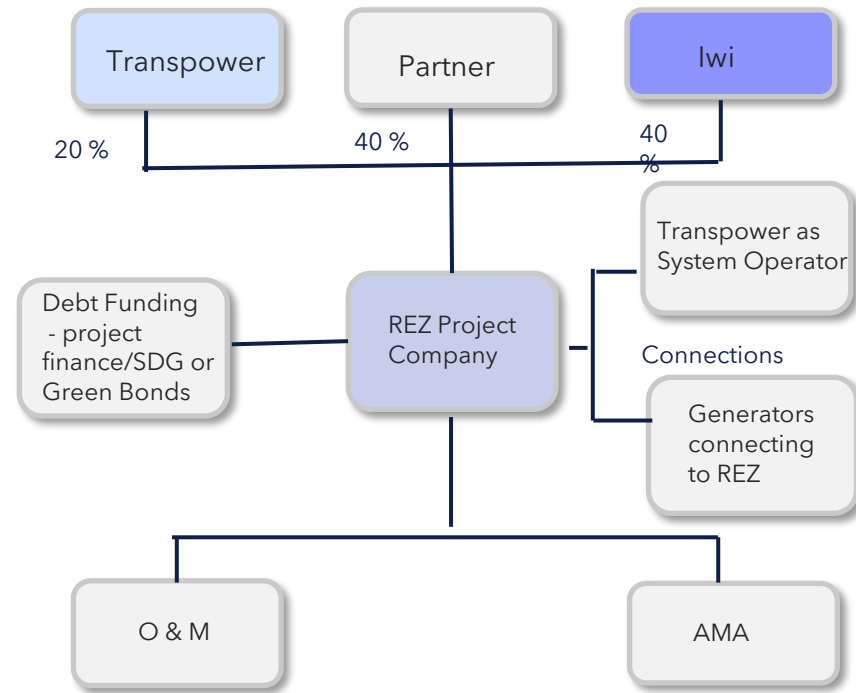 Transpower
Partner
Iwi
20 %
40 %
40
%
Transpower as
System Operator
Debt Funding
- project
finance/SDG or
Green Bonds
REZ Project
Company
Connections
Generators
connecting
to REZ
O & M
AMA